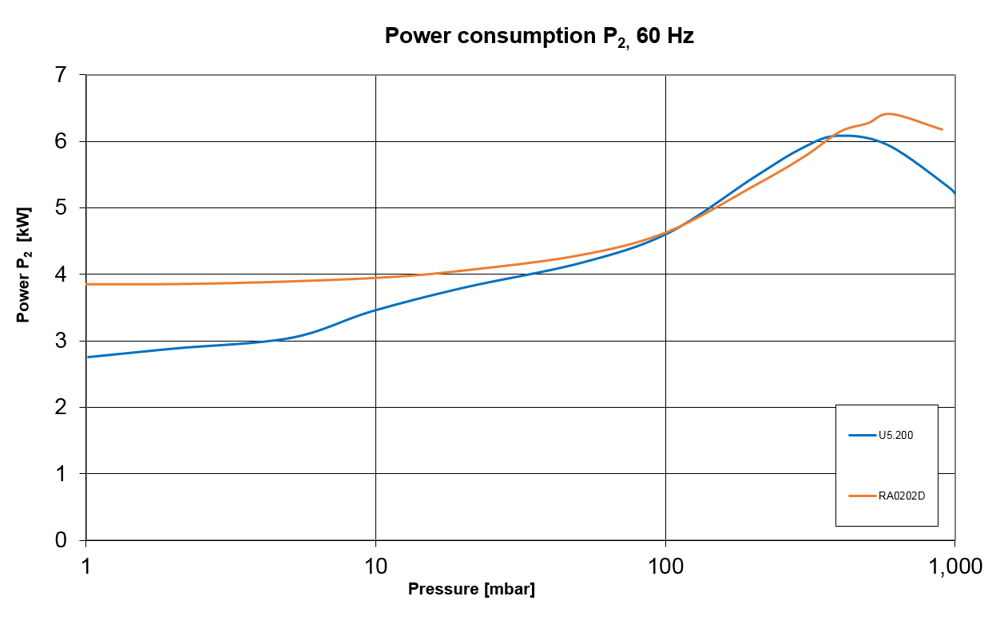 Power consumption P2, 60 Hz
7
6
5
4
3
2
1
0
Power P2 [kW]
1
10
100
1,000
Pressure [mbar]
U5.200
RA0202D